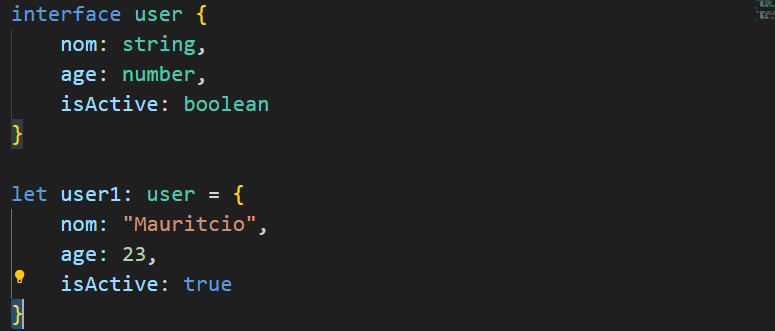 interface user {
    nom: string,
    age: number,
    isActive: boolean
}

let user1: user = {
    nom: "Mauritcio",
    age: 23,
    isActive: true
}